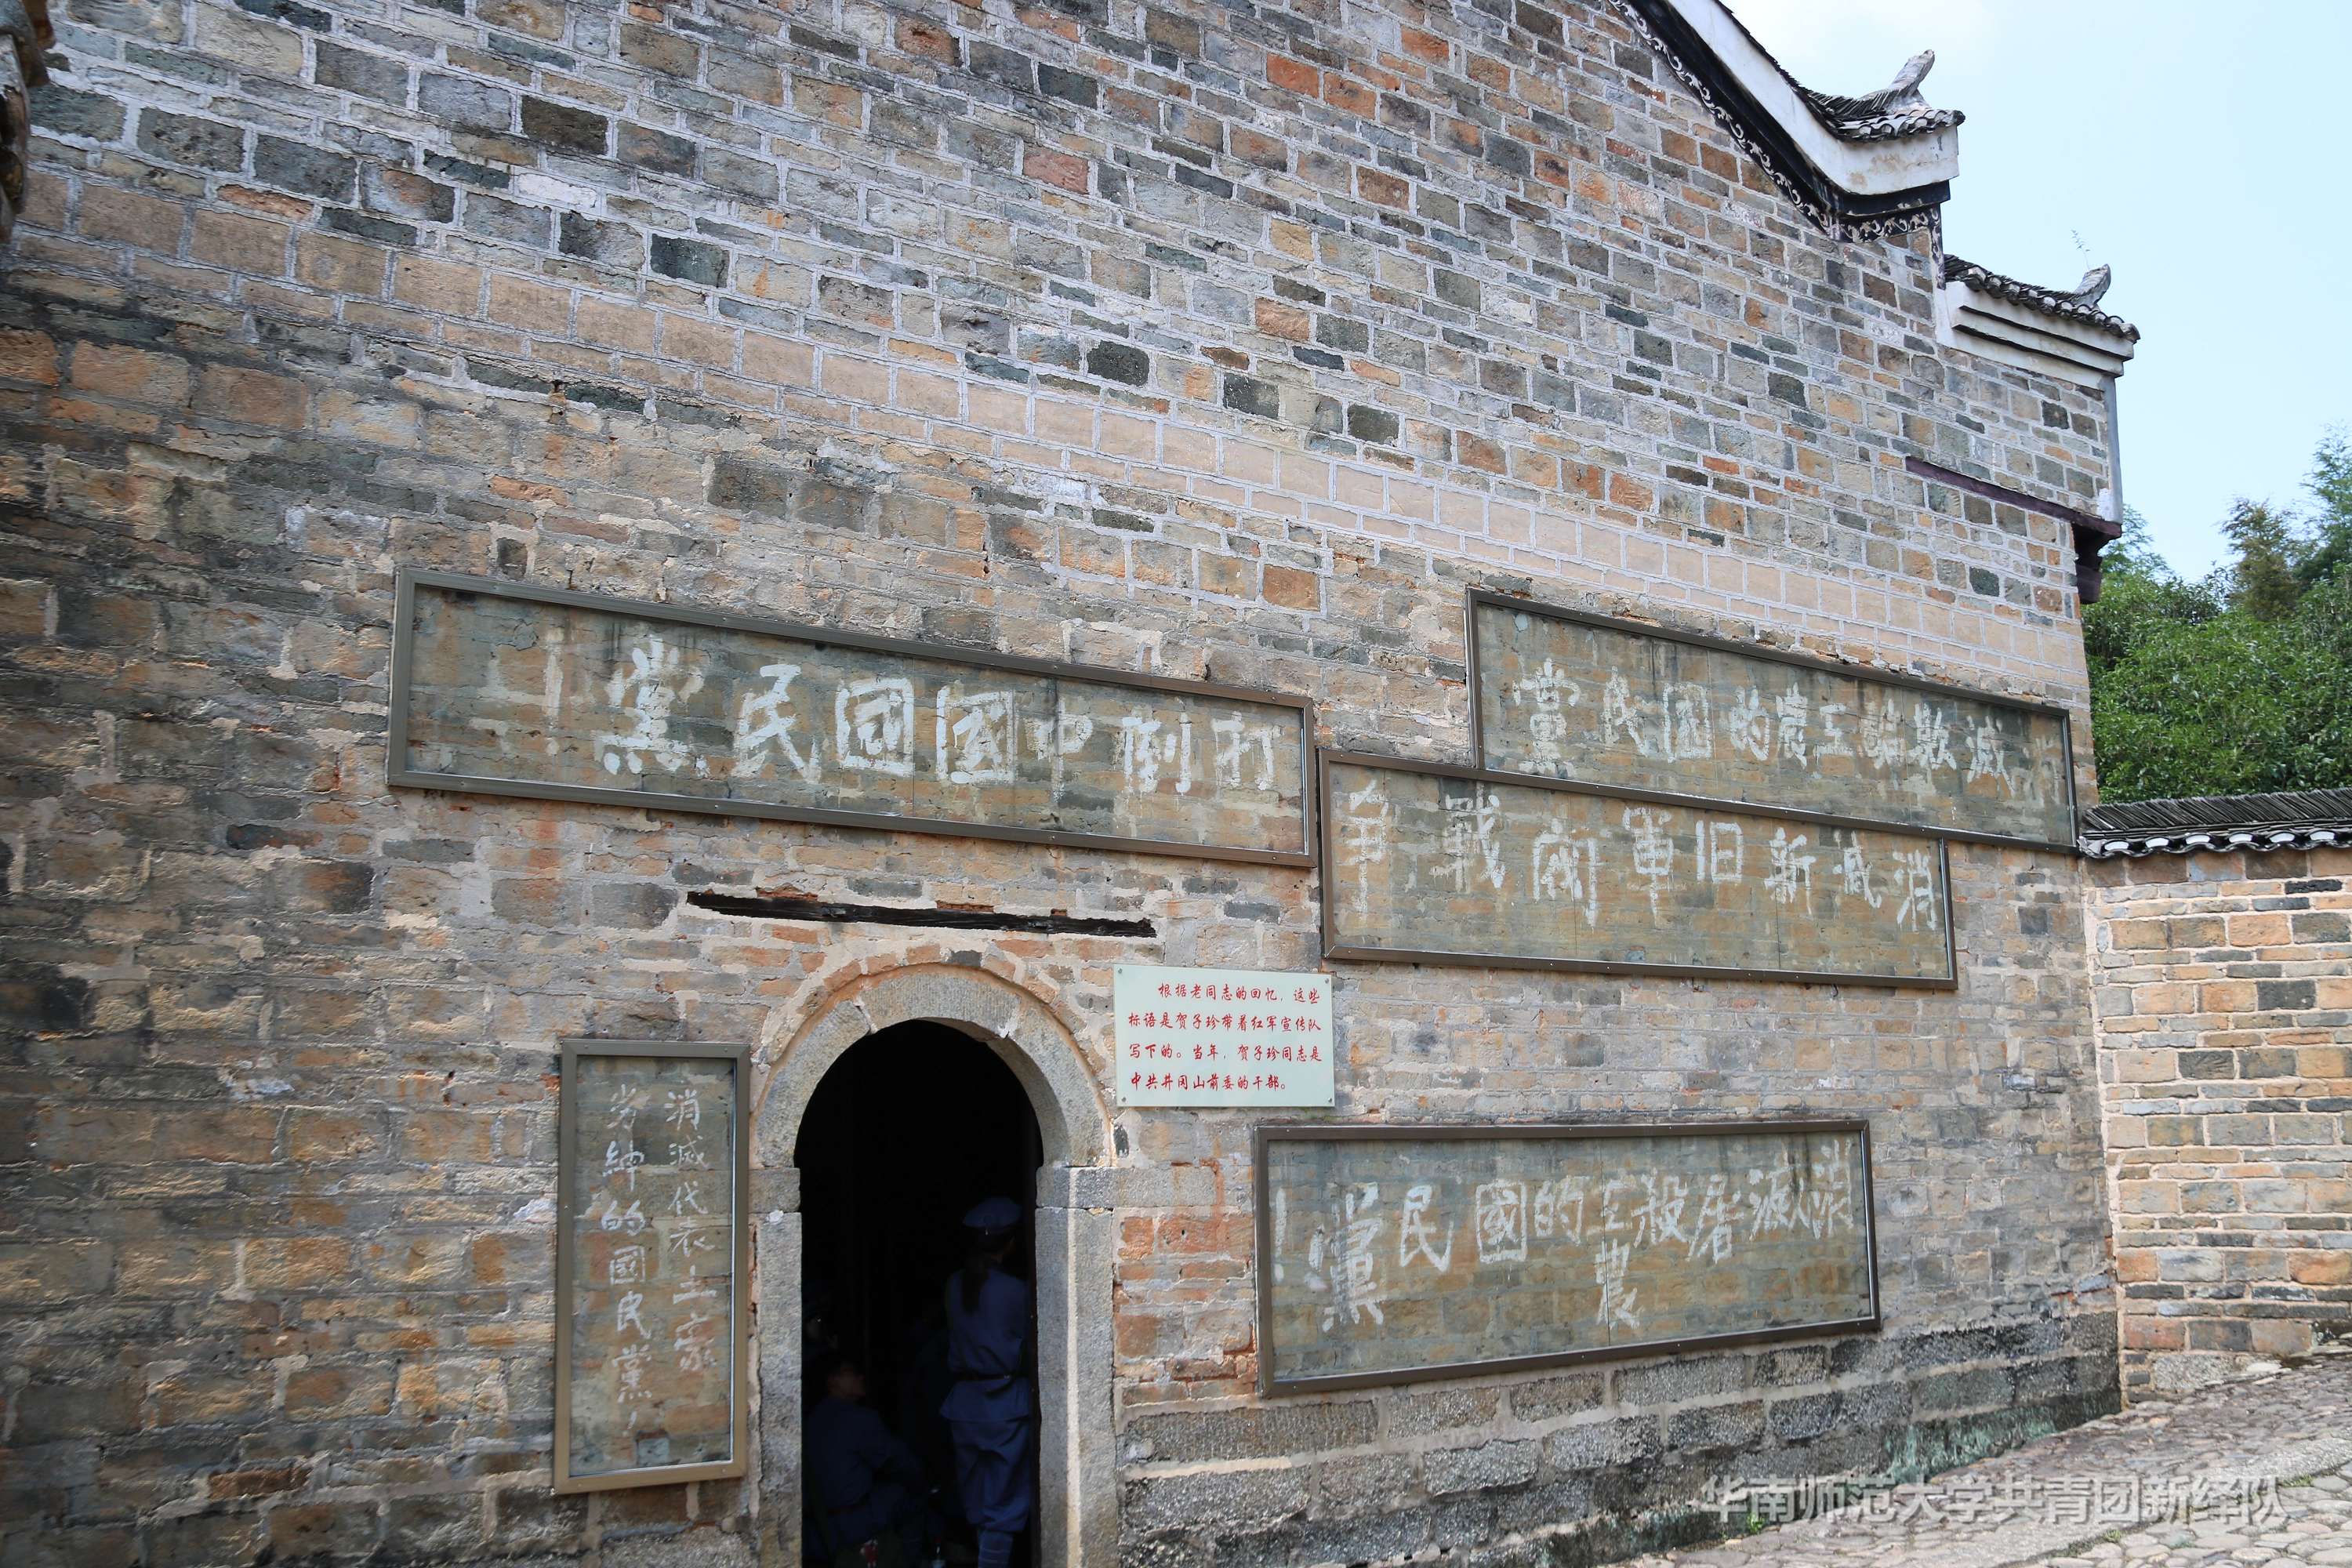 打倒中國国民黨
消滅欺騙工農的国民黨
消滅新旧軍阀戰爭
根据老同志的回忆，这些
标语是贺子珍带着红军宣传队
写下的。当年，贺子珍同志是
中共井冈山前委的干部。
消滅代表土豪
劣紳的國民黨！
消滅屠殺工農的國民黨！
华南师范大学共青团新绎队